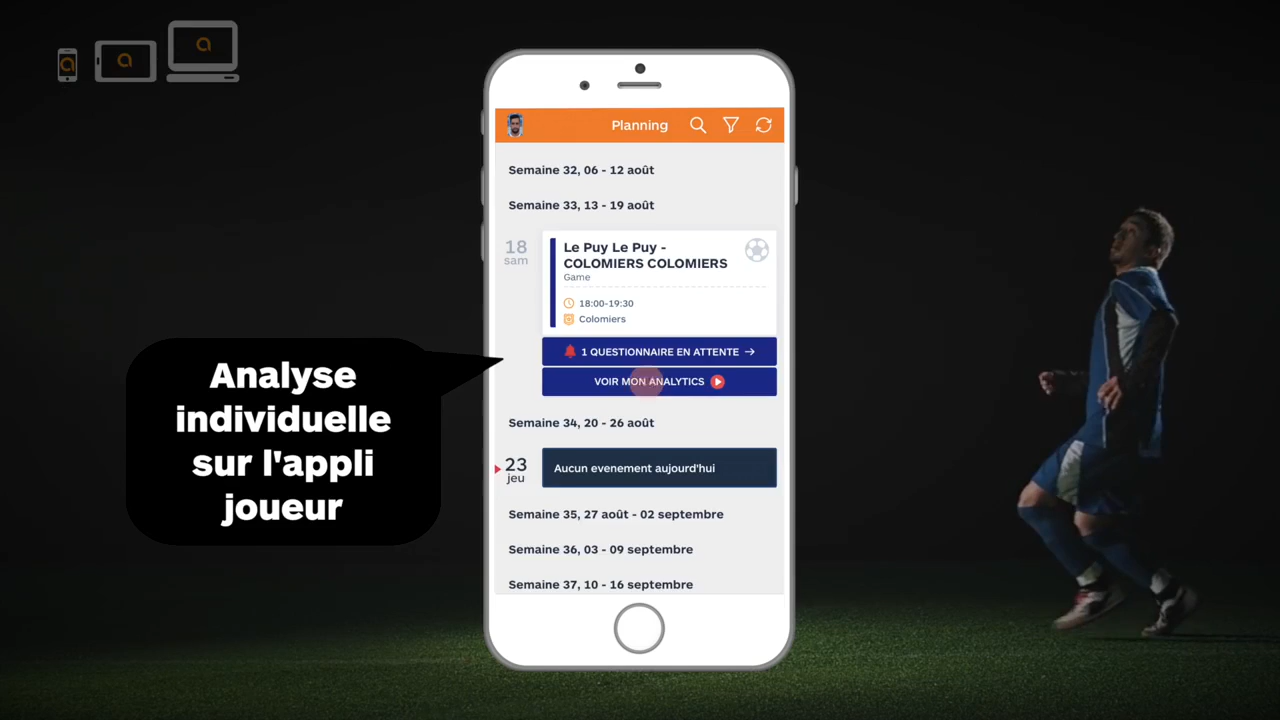 Planning
Semaine 32, 06 - 12 août
Semaine 33, 13 - 19 août
18
sam
Le Puy Le Puy -
COLOMIERS COLOMIERS
Game
18:00-19:30
Colomiers
1 QUESTIONNAIRE EN ATTENTE →
VOIR MON ANALYTICS
Analyse
individuelle
sur l'appli
joueur
Semaine 34, 20 - 26 août
23
jeu
Aucun evenement aujourd'hui
Semaine 35, 27 août - 02 septembre
Semaine 36, 03 - 09 septembre
Semaine 37, 10 - 16 septembre